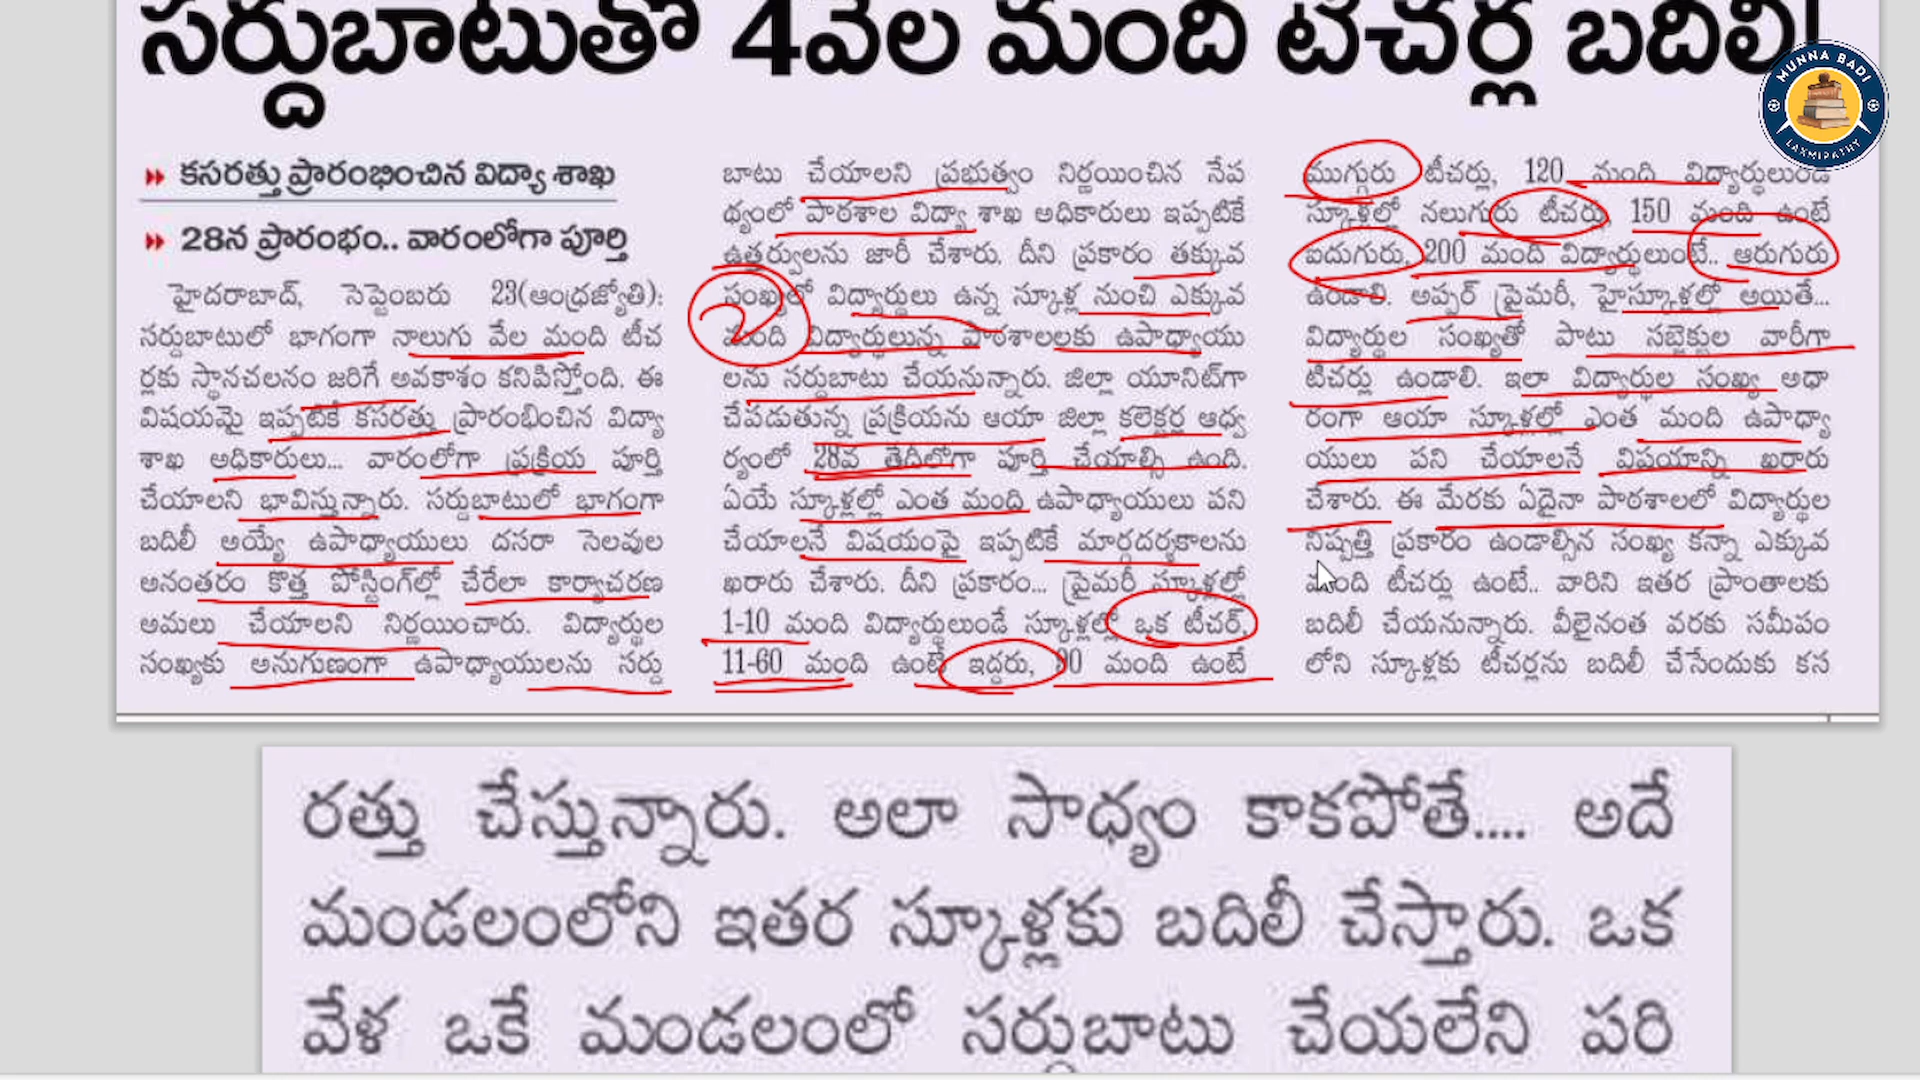 సర్దుబాటుతో 4వేల మంది టీచర్ల బదిలీ!
MUNNA BADI
LAXMIPATHY
కసరత్తు ప్రారంభించిన విద్యా శాఖ
28న ప్రారంభం.. వారంలోగా పూర్తి
హైదరాబాద్, సెప్టెంబరు 23(ఆంధ్రజ్యోతి):
సర్దుబాటులో భాగంగా నాలుగు వేల మంది టీచ
ర్లకు స్థానచలనం జరిగే అవకాశం కనిపిస్తోంది. ఈ
విషయమై ఇప్పటికే కసరత్తు ప్రారంభించిన విద్యా
శాఖ అధికారులు... వారంలోగా ప్రక్రియ పూర్తి
చేయాలని భావిస్తున్నారు. సర్దుబాటులో భాగంగా
బదిలీ అయ్యే ఉపాధ్యాయులు దసరా సెలవుల
అనంతరం కొత్త పోస్టింగ్‌ల్లో చేరేలా కార్యాచరణ
అమలు చేయాలని నిర్ణయించారు. విద్యార్థుల
సంఖ్యకు అనుగుణంగా ఉపాధ్యాయులను సర్దు
బాటు చేయాలని ప్రభుత్వం నిర్ణయించిన నేప
థ్యంలో పాఠశాల విద్యా శాఖ అధికారులు ఇప్పటికే
ఉత్తర్వులను జారీ చేశారు. దీని ప్రకారం తక్కువ
సంఖ్యలో విద్యార్థులు ఉన్న స్కూళ్ల నుంచి ఎక్కువ
మంది విద్యార్థులున్న పాఠశాలలకు ఉపాధ్యాయు
లను సర్దుబాటు చేయనున్నారు. జిల్లా యూనిట్‌గా
చేపడుతున్న ప్రక్రియను ఆయా జిల్లా కలెక్టర్ల ఆధ్వ
ర్యంలో 28వ తేదీలోగా పూర్తి చేయాల్సి ఉంది.
ఏయే స్కూళ్లల్లో ఎంత మంది ఉపాధ్యాయులు పని
చేయాలనే విషయంపై ఇప్పటికే మార్గదర్శకాలను
ఖరారు చేశారు. దీని ప్రకారం... ప్రైమరీ స్కూళ్లల్లో
1-10 మంది విద్యార్థులుండే స్కూళ్లల్లో ఒక టీచర్,
11-60 మంది ఉంటే ఇద్దరు, 90 మంది ఉంటే
ముగ్గురు టీచర్లు, 120 మంది విద్యార్థులుండే
స్కూళ్లల్లో నలుగురు టీచర్లు, 150 మంది ఉంటే
ఐదుగురు, 200 మంది విద్యార్థులుంటే.. ఆరుగురు
ఉండాలి. అప్పర్ ప్రైమరీ, హైస్కూళ్లల్లో అయితే...
విద్యార్థుల సంఖ్యతో పాటు సబ్జెక్టుల వారీగా
టీచర్లు ఉండాలి. ఇలా విద్యార్థుల సంఖ్య అధా
రంగా ఆయా స్కూళ్లల్లో ఎంత మంది ఉపాధ్యా
యులు పని చేయాలనే విషయాన్ని ఖరారు
చేశారు. ఈ మేరకు ఏదైనా పాఠశాలలో విద్యార్థుల
నిష్పత్తి ప్రకారం ఉండాల్సిన సంఖ్య కన్నా ఎక్కువ
మంది టీచర్లు ఉంటే.. వారిని ఇతర ప్రాంతాలకు
బదిలీ చేయనున్నారు. వీలైనంత వరకు సమీపం
లోని స్కూళ్లకు టీచర్లను బదిలీ చేసేందుకు కస
రత్తు చేస్తున్నారు. అలా సాధ్యం కాకపోతే.... అదే
మండలంలోని ఇతర స్కూళ్లకు బదిలీ చేస్తారు. ఒక
వేళ ఒకే మండలంలో సర్దుబాటు చేయలేని పరి